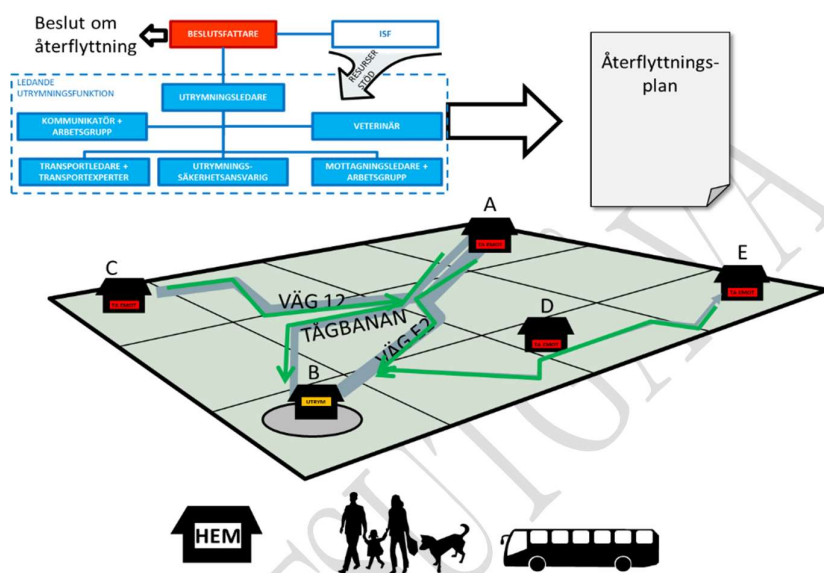 Beslut om
återflyttning
BESLUTSFATTARE
ISF
RESURSER
STÖD
LEDANDE
UTRYMNINGSFUNKTION
UTRYMNINGSLEDARE
KOMMUNIKATÖR +
ARBETSGRUPP
VETERINÄR
TRANSPORTLEDARE +
TRANSPORTEXPERTER
UTRYMNINGS-
SÄKERHETSANSVARIG
MOTTAGNINGSLEDARE +
ARBETSGRUPP
Återflyttnings-
plan
A
C
E
D
VÄG 12
TÅGBANAN
VÄG 52
B
UTRYM
HEM